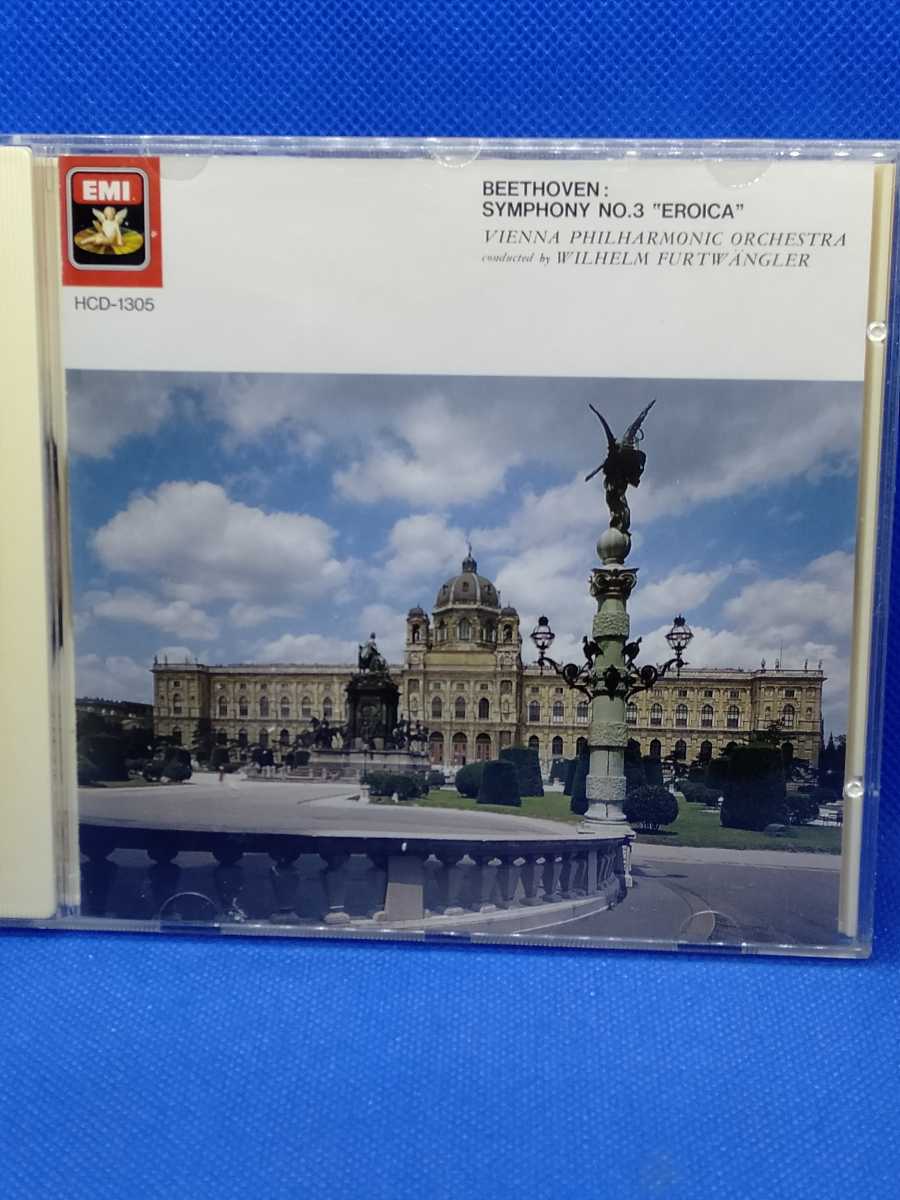 EMI
HCD-1305
BEETHOVEN:
SYMPHONY NO.3 "EROICA"
VIENNA PHILHARMONIC ORCHESTRA
conducted by WILHELM FURTWÄNGLER